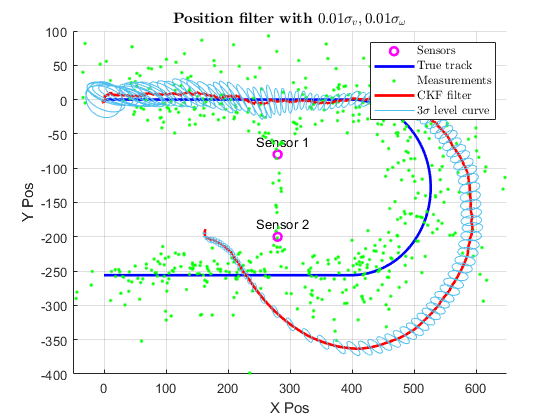 Position filter with 0.01σ_v, 0.01σ_ω
Sensors
True track
Measurements
CKF filter
3σ level curve
Sensor 1
Sensor 2
Y Pos
100
50
0
-50
-100
-150
-200
-250
-300
-350
-400
0
100
200
300
400
500
600
X Pos